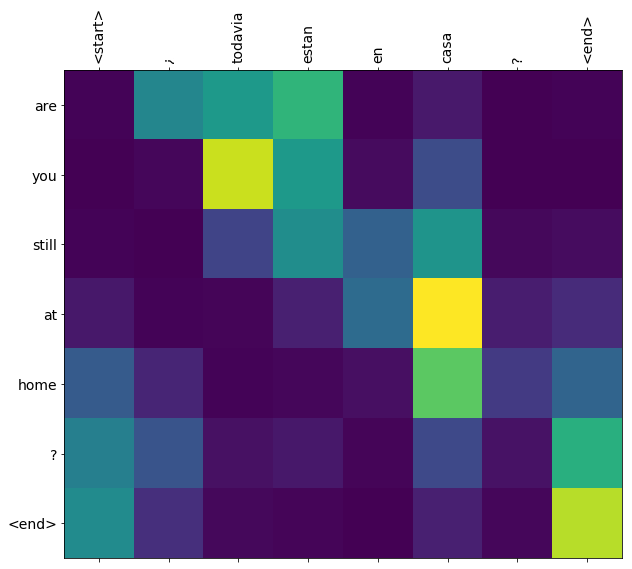 <start> ¿ todavia estan en casa ? <end>
are
you
still
at
home
?
<end>